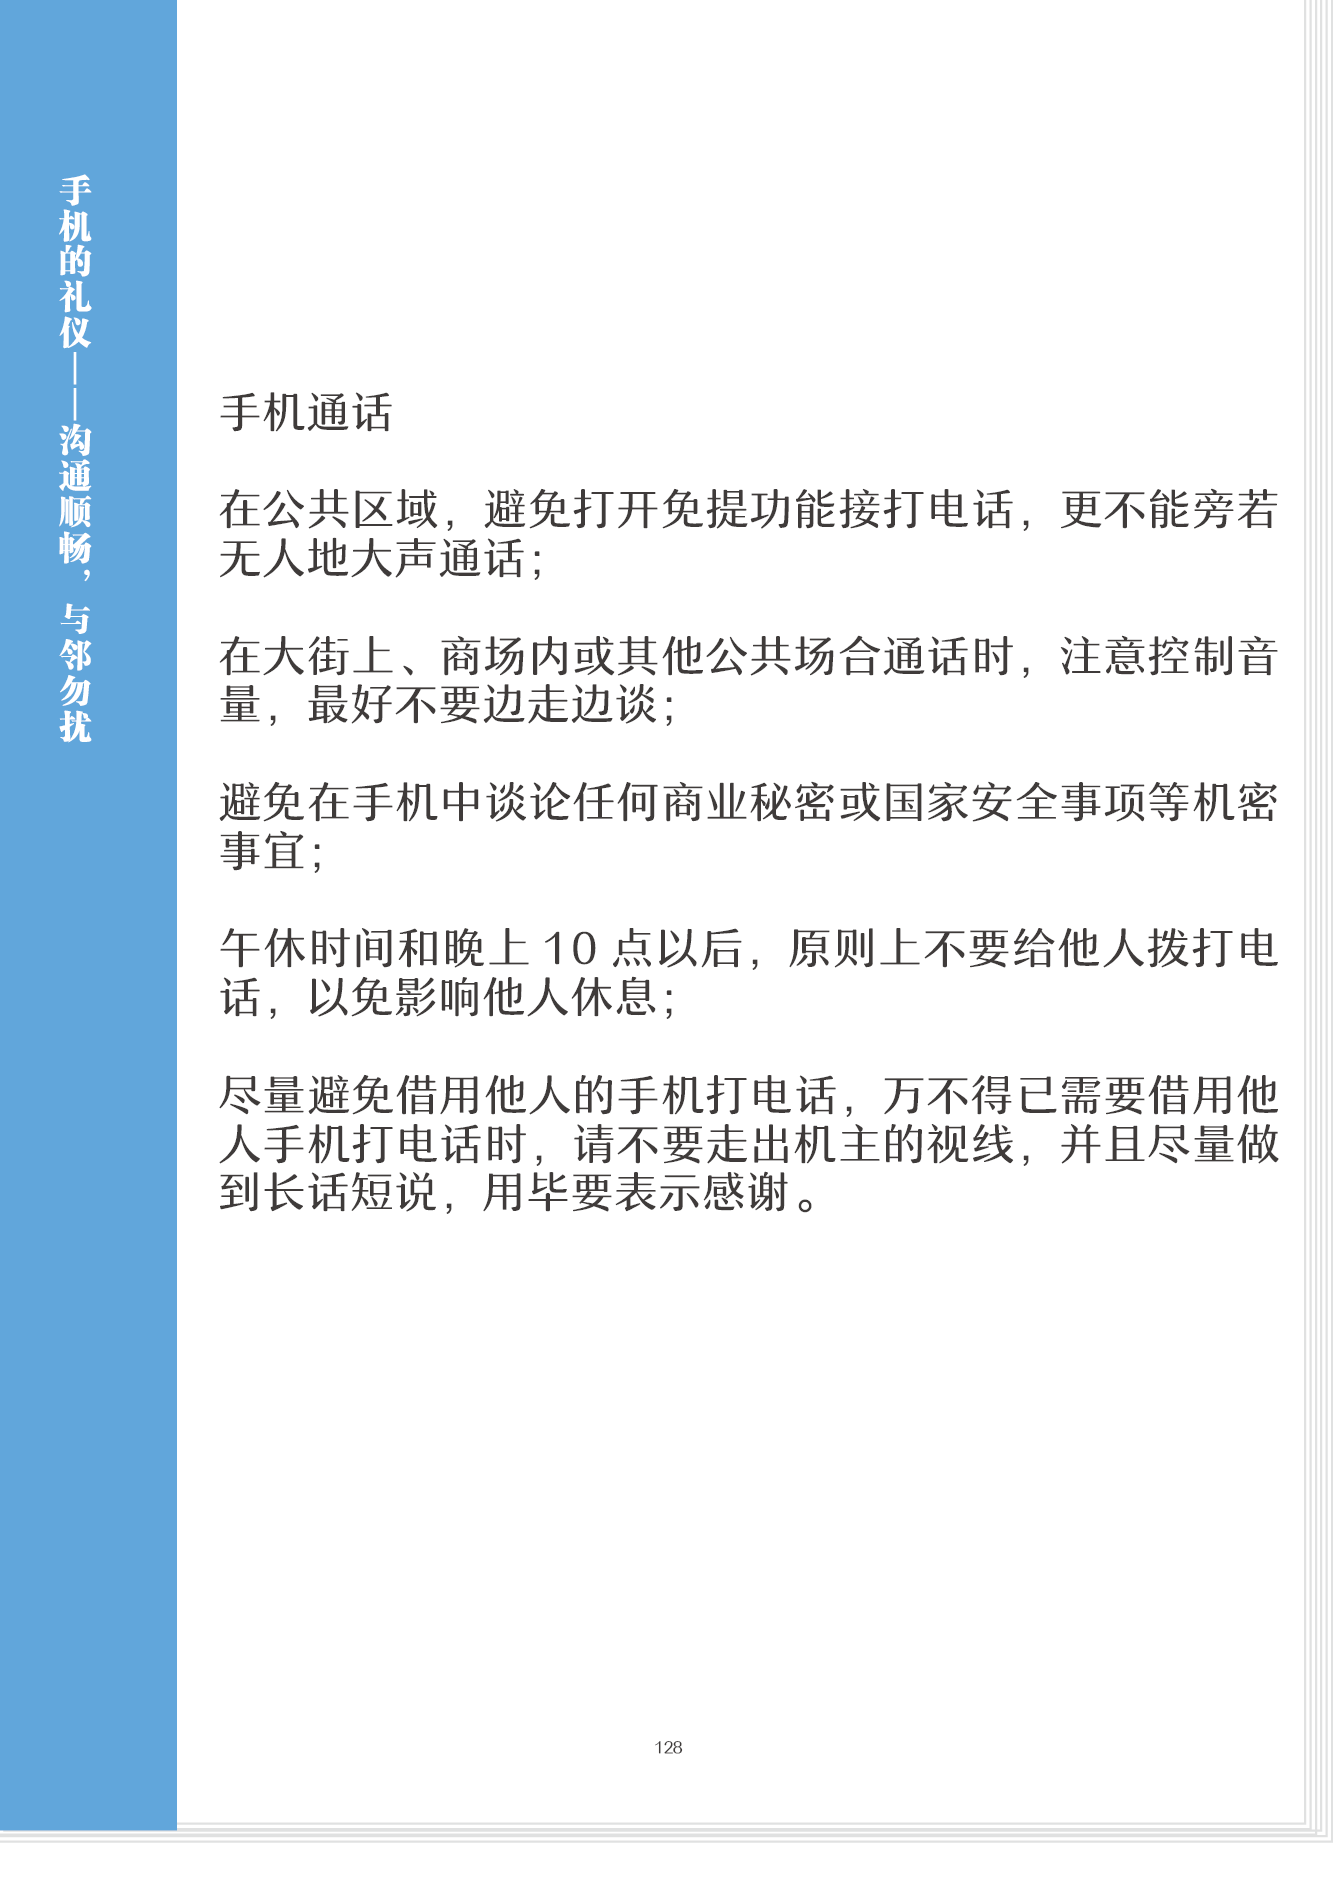 手机的礼仪——沟通顺畅，与邻勿扰
手机通话
在公共区域，避免打开免提功能接打电话，更不能旁若
无人地大声通话；
在大街上、商场内或其他公共场合通话时，注意控制音
量，最好不要边走边谈；
避免在手机中谈论任何商业秘密或国家安全事项等机密
事宜；
午休时间和晚上 10 点以后，原则上不要给他人拨打电
话，以免影响他人休息；
尽量避免借用他人的手机打电话，万不得已需要借用他
人手机打电话时，请不要走出机主的视线，并且尽量做
到长话短说，用毕要表示感谢。
128